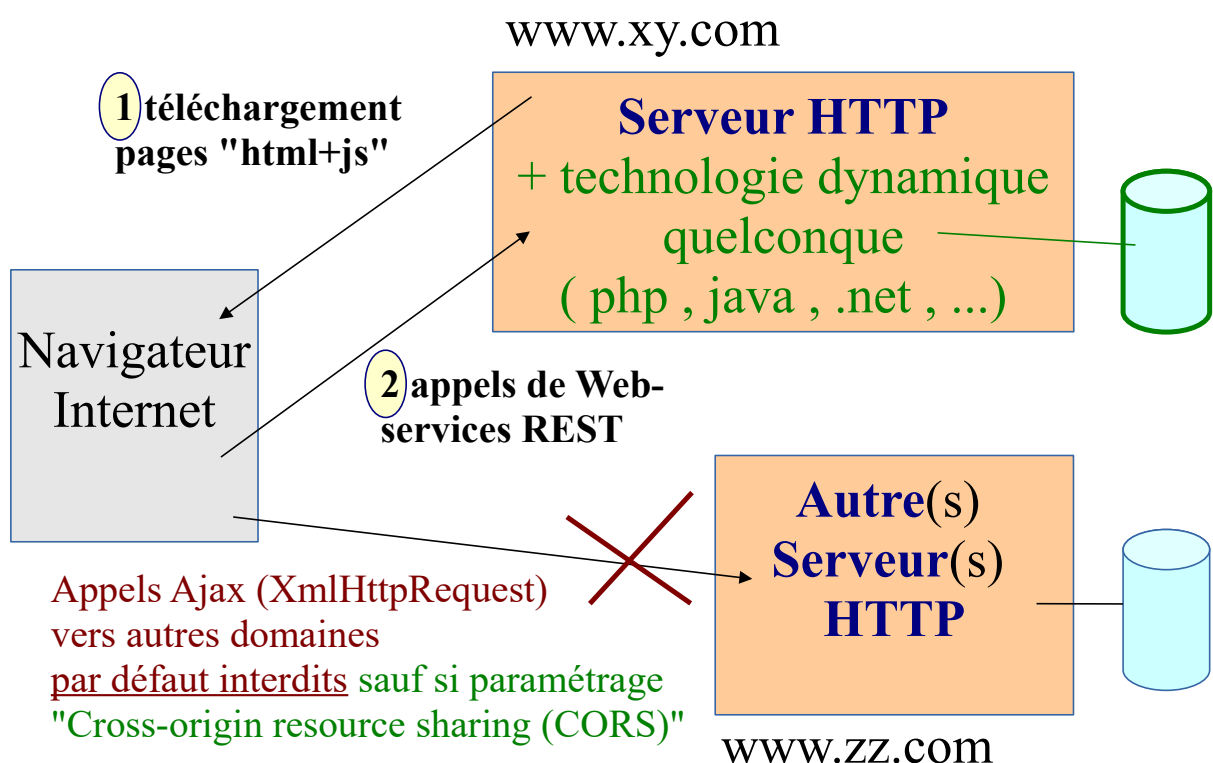 www.xy.com
1 téléchargement
pages "html+js"
Serveur HTTP
+ technologie dynamique
quelconque
( php , java , .net , ...)
Navigateur
Internet
2 appels de Web-
services REST
Autre(s)
Serveur(s)
HTTP
Appels Ajax (XmlHttpRequest)
vers autres domaines
par défaut interdits sauf si paramétrage
"Cross-origin resource sharing (CORS)"
www.zz.com